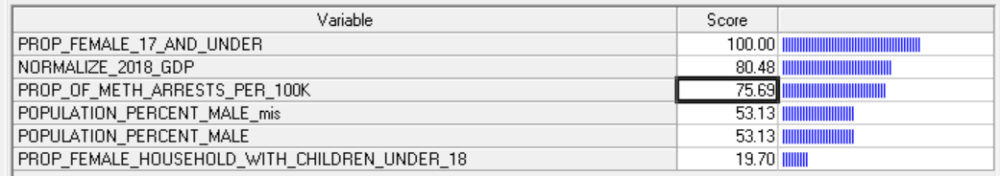 Variable Score
PROP_FEMALE_17_AND_UNDER 100.00
NORMALIZE_2018_GDP 80.48
PROP_OF_METH_ARRESTS_PER_100K 75.69
POPULATION_PERCENT_MALE_mis 53.13
POPULATION_PERCENT_MALE 53.13
PROP_FEMALE_HOUSEHOLD_WITH_CHILDREN_UNDER_18 19.70